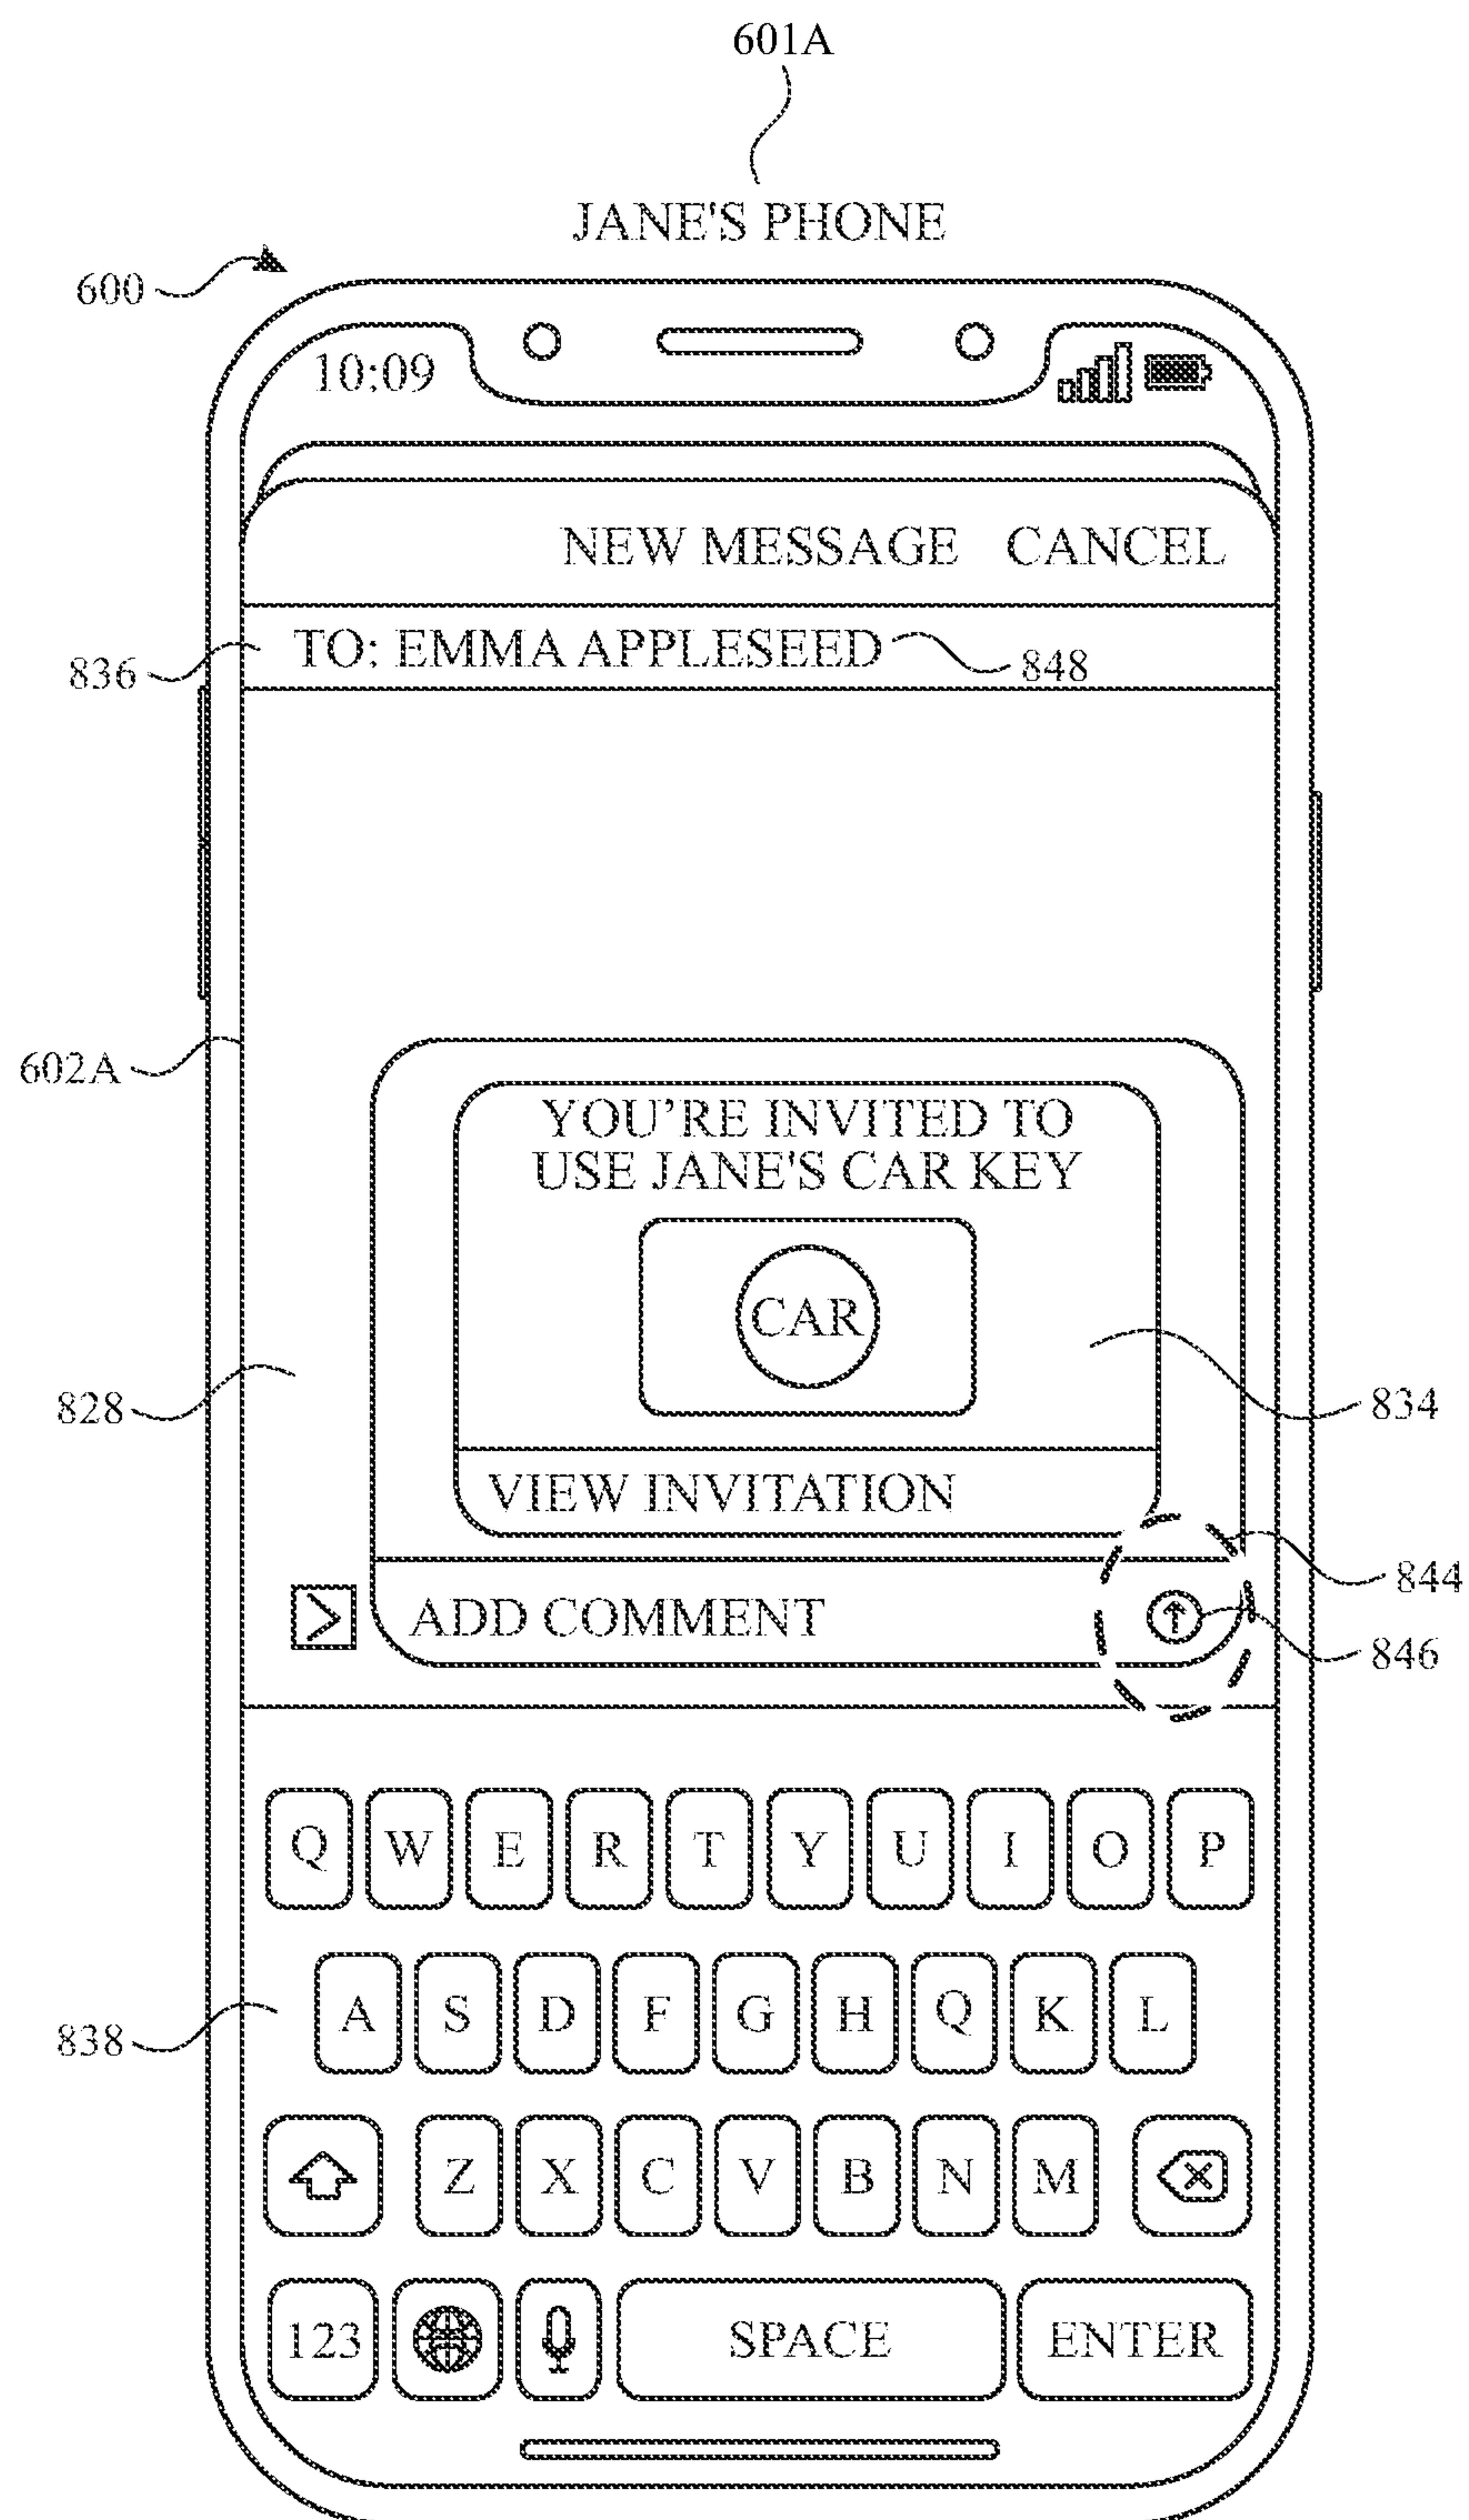 601A
JANE'S PHONE
600
10:09
NEW MESSAGE CANCEL
836 TO: EMMA APPLESEED 848
602A
YOU'RE INVITED TO
USE JANE'S CAR KEY
CAR
828
834
VIEW INVITATION
844
ADD COMMENT
846
Q W E R T Y U I O P
A S D F G H Q K L
838
Z X C V B N M
123 SPACE ENTER